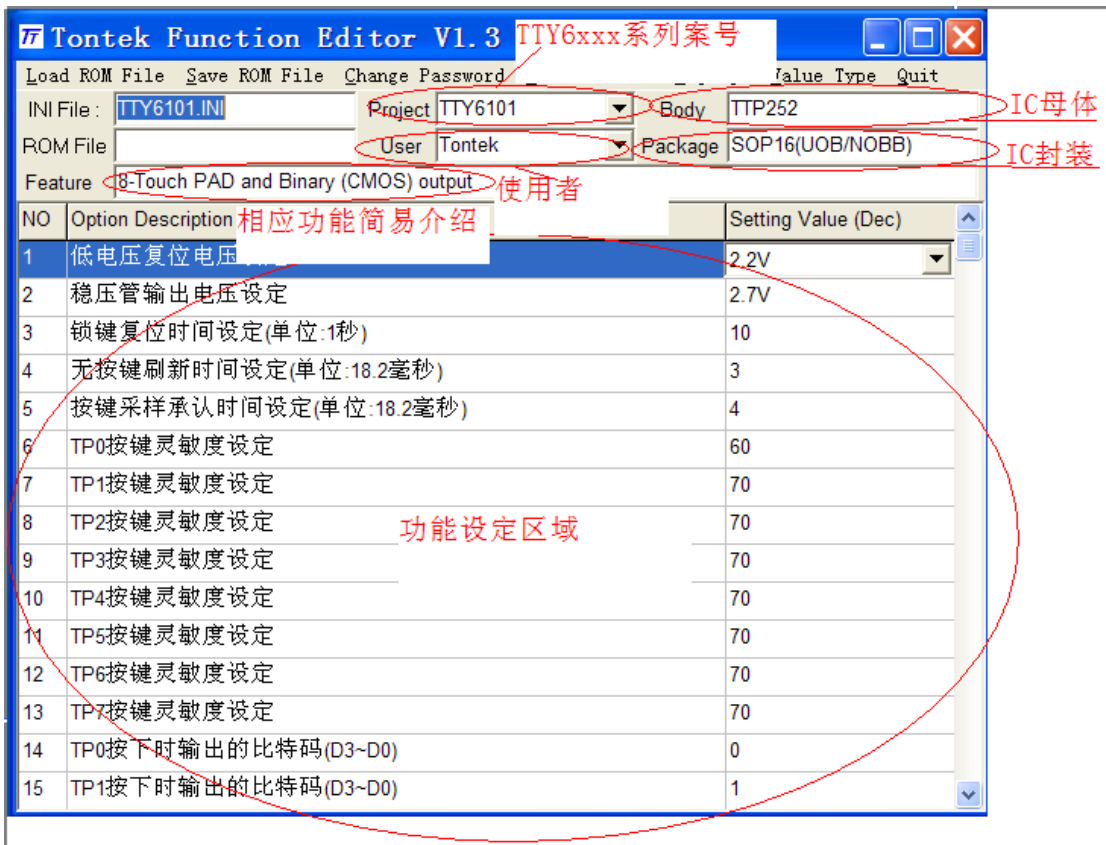 Tontek Function Editor V1.3
TTY6xxx系列案号
Load ROM File Save ROM File Change Password Value Type Quit
INI File : TTY6101.INI Project TTY6101 Body TTP252
IC母体
ROM File User Tontek Package SOP16(UOB/NOBB)
IC封装
Feature 8-Touch PAD and Binary (CMOS) output
使用者
NO Option Description Setting Value (Dec)
相应功能简易介绍
1 低电压复位电压 2.2V
2 稳压管输出电压设定 2.7V
3 锁键复位时间设定(单位:1秒) 10
4 无按键刷新时间设定(单位:18.2毫秒) 3
5 按键采样承认时间设定(单位:18.2毫秒) 4
6 TP0按键灵敏度设定 60
7 TP1按键灵敏度设定 70
8 TP2按键灵敏度设定 70
功能设定区域
9 TP3按键灵敏度设定 70
10 TP4按键灵敏度设定 70
11 TP5按键灵敏度设定 70
12 TP6按键灵敏度设定 70
13 TP7按键灵敏度设定 70
14 TP0按下时输出的比特码(D3~D0) 0
15 TP1按下时输出的比特码(D3~D0) 1